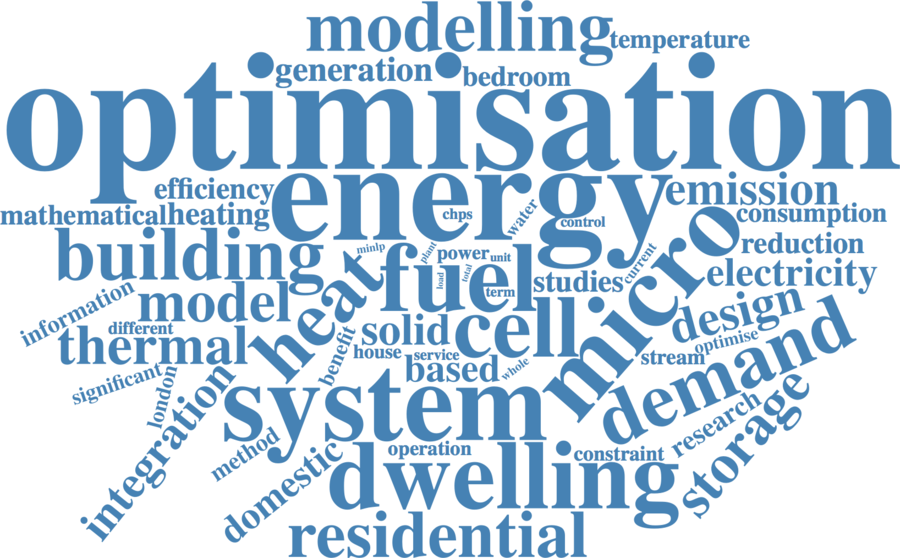 modelling
temperature
generation
bedroom
optimisation
energy
efficiency
emission
mathematical
heating
chps
water
control
consumption
building
minlp
plant
power
unit
reduction
heat
fuel
load
total
term
studies
current
micro
electricity
information
model
different
solid
cell
design
optimise
thermal
house
service
benefit
based
whole
stream
demand
significant
london
integration
system
method
domestic
operation
dwelling
constraint
research
storage
residential